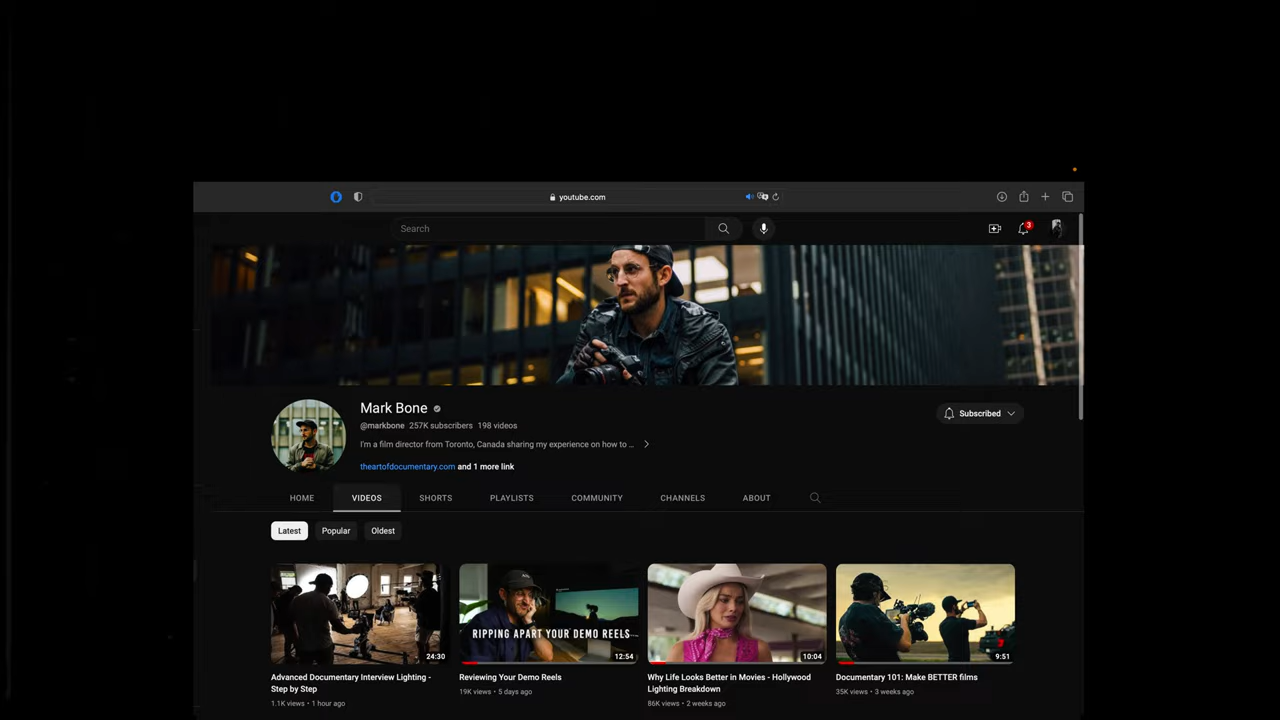 youtube.com
Search
3
Mark Bone
@markbone 257K subscribers 198 videos
I'm a film director from Toronto, Canada sharing my experience on how to ...
theartofdocumentary.com and 1 more link
Subscribed
HOME VIDEOS SHORTS PLAYLISTS COMMUNITY CHANNELS ABOUT
Latest Popular Oldest
24:30
RIPPING APART YOUR DEMO REELS
12:54
10:04
9:51
Advanced Documentary Interview Lighting -
Step by Step
1.1K views • 1 hour ago
Reviewing Your Demo Reels
19K views • 5 days ago
Why Life Looks Better in Movies - Hollywood
Lighting Breakdown
86K views • 2 weeks ago
Documentary 101: Make BETTER films
35K views • 3 weeks ago